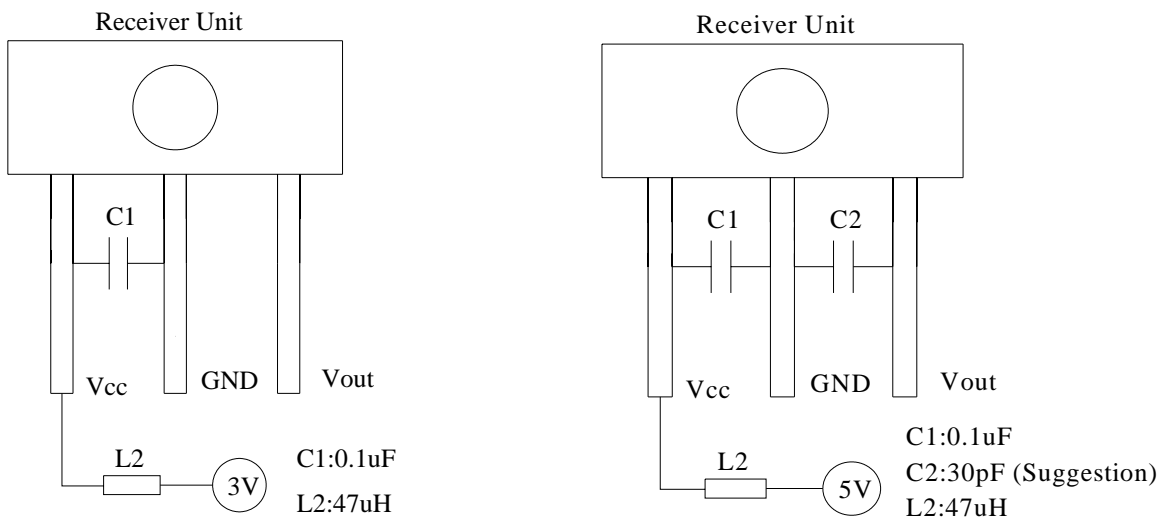 Receiver Unit
C1
Vcc
GND
Vout
L2
3V
C1:0.1uF
L2:47uH
Receiver Unit
C1
C2
Vcc
GND
Vout
L2
5V
C1:0.1uF
C2:30pF (Suggestion)
L2:47uH